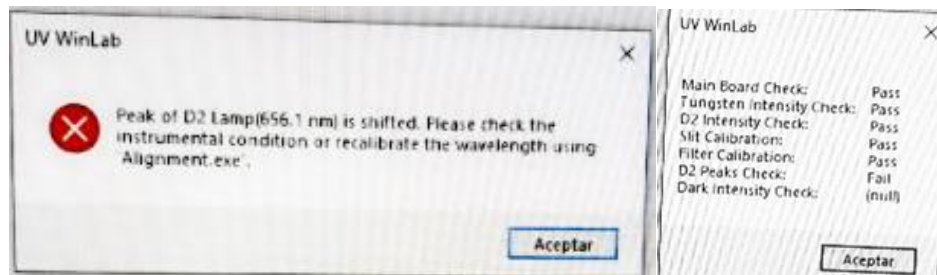 UV WinLab
Peak of D2 Lamp(656.1 nm) is shifted. Please check the
instrumental condition or recalibrate the wavelength using
'Alignment.exe'.
Aceptar
UV WinLab
Main Board Check: Pass
Tungsten Intensity Check: Pass
D2 Intensity Check: Pass
Slit Calibration: Pass
Filter Calibration: Pass
D2 Peaks Check: Fail
Dark Intensity Check: (null)
Aceptar